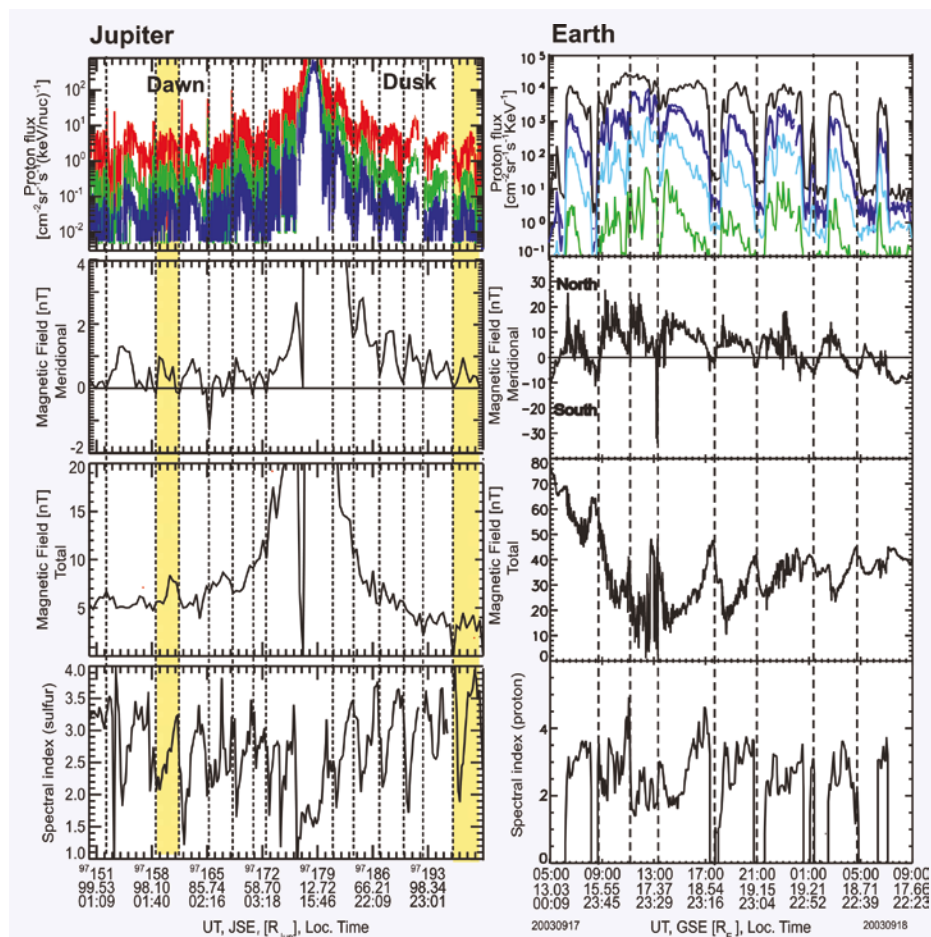 Jupiter
Dawn
Dusk
Proton flux
[cm-2sr-1s-1(keV/nuc)-1]
10²
10¹
10⁰
10-1
10-2
Magnetic Field [nT]
Meridional
4
2
0
-2
Magnetic Field [nT]
Total
20
15
10
5
Spectral index (sulfur)
4.0
3.5
3.0
2.5
2.0
1.5
1.0
97151 97158 97165 97172 97179 97186 97193
99.53 98.10 85.74 58.70 12.72 66.21 98.34
01:09 01:40 02:16 03:18 15:46 22:09 23:01
UT, JSE, [RJup], Loc. Time
Earth
Proton flux
[cm-2sr-1s-1KeV-1]
10⁵
10⁴
10³
10²
10¹
10⁰
10-1
Magnetic Field [nT]
Meridional
North
South
30
20
10
0
-10
-20
-30
Magnetic Field [nT]
Total
80
70
60
50
40
30
20
10
0
Spectral index (proton)
4
2
0
05:00 09:00 13:00 17:00 21:00 01:00 05:00 09:00
13.03 15.55 17.37 18.54 19.15 19.21 18.71 17.66
00:09 23:45 23:29 23:16 23:04 22:52 22:39 22:23
20030917 UT, GSE [RE], Loc. Time 20030918